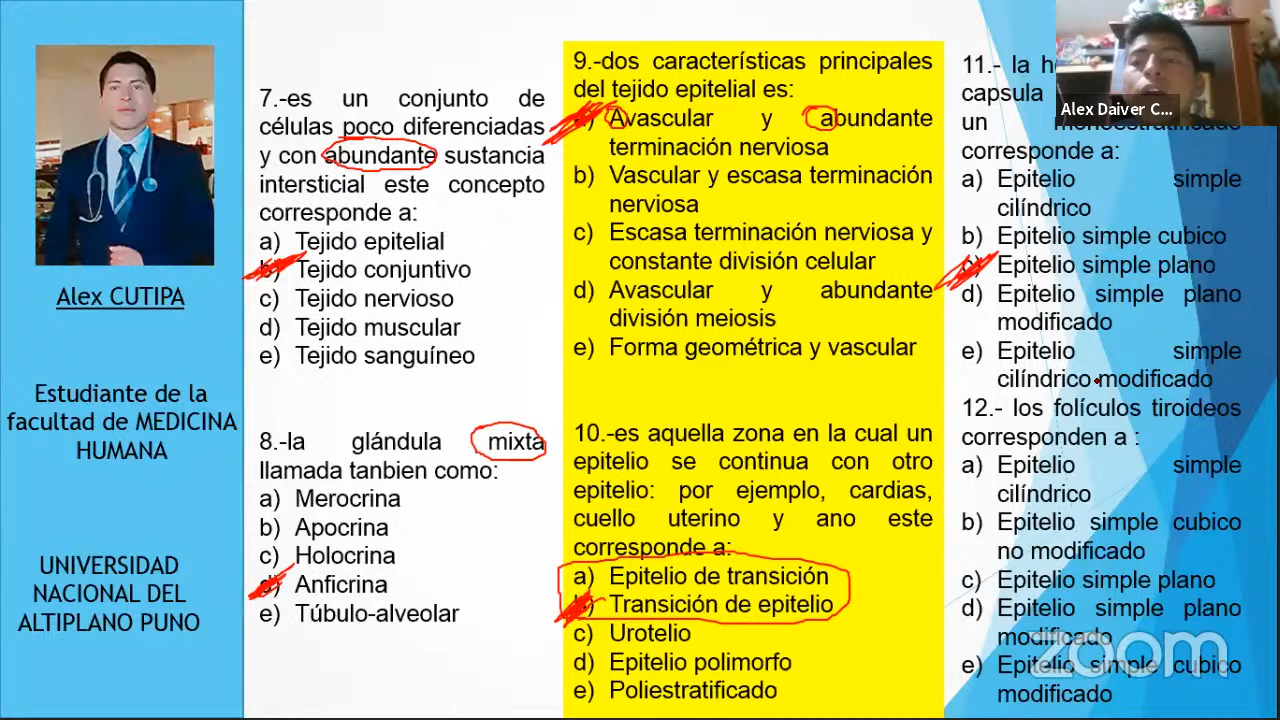 Alex CUTIPA
Estudiante de la
facultad de MEDICINA
HUMANA
UNIVERSIDAD
NACIONAL DEL
ALTIPLANO PUNO
7.-es un conjunto de
células poco diferenciadas
y con abundante sustancia
intersticial este concepto
corresponde a:
a) Tejido epitelial
b) Tejido conjuntivo
c) Tejido nervioso
d) Tejido muscular
e) Tejido sanguíneo
8.-la glándula mixta
llamada tanbien como:
a) Merocrina
b) Apocrina
c) Holocrina
d) Anficrina
e) Túbulo-alveolar
9.-dos características principales
del tejido epitelial es:
a) Avascular y abundante
terminación nerviosa
b) Vascular y escasa terminación
nerviosa
c) Escasa terminación nerviosa y
constante división celular
d) Avascular y abundante
división meiosis
e) Forma geométrica y vascular
10.-es aquella zona en la cual un
epitelio se continua con otro
epitelio: por ejemplo, cardias,
cuello uterino y ano este
corresponde a:
a) Epitelio de transición
b) Transición de epitelio
c) Urotelio
d) Epitelio polimorfo
e) Poliestratificado
11.- la
capsula
un monoestratificado
corresponde a:
a) Epitelio simple
cilíndrico
b) Epitelio simple cubico
c) Epitelio simple plano
d) Epitelio simple plano
modificado
e) Epitelio simple
cilíndrico modificado
12.- los folículos tiroideos
corresponden a :
a) Epitelio simple
cilíndrico
b) Epitelio simple cubico
no modificado
c) Epitelio simple plano
d) Epitelio simple plano
modificado
e) Epitelio simple cubico
modificado
Alex Daiver C...
zoom